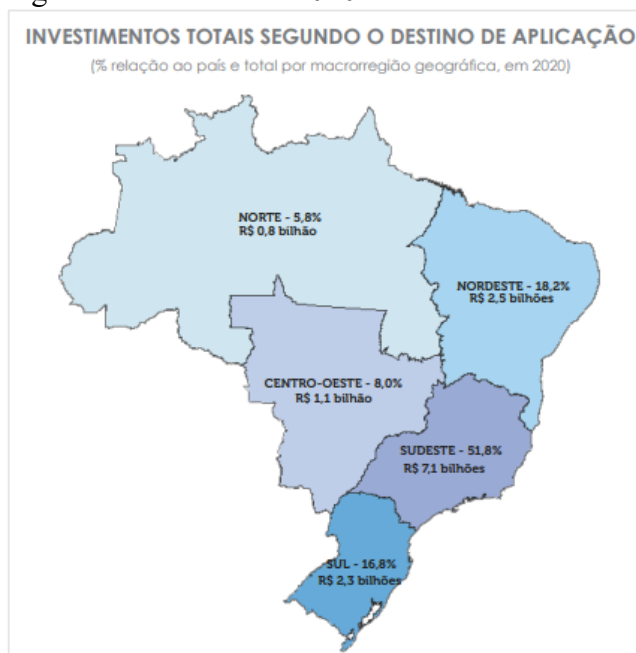 INVESTIMENTOS TOTAIS SEGUNDO O DESTINO DE APLICAÇÃO
(% relação ao país e total por macrorregião geográfica, em 2020)
NORTE - 5,8%
R$ 0,8 bilhão
NORDESTE - 18,2%
R$ 2,5 bilhões
CENTRO-OESTE - 8,0%
R$ 1,1 bilhão
SUDESTE - 51,8%
R$ 7,1 bilhões
SUL - 16,8%
R$ 2,3 bilhões